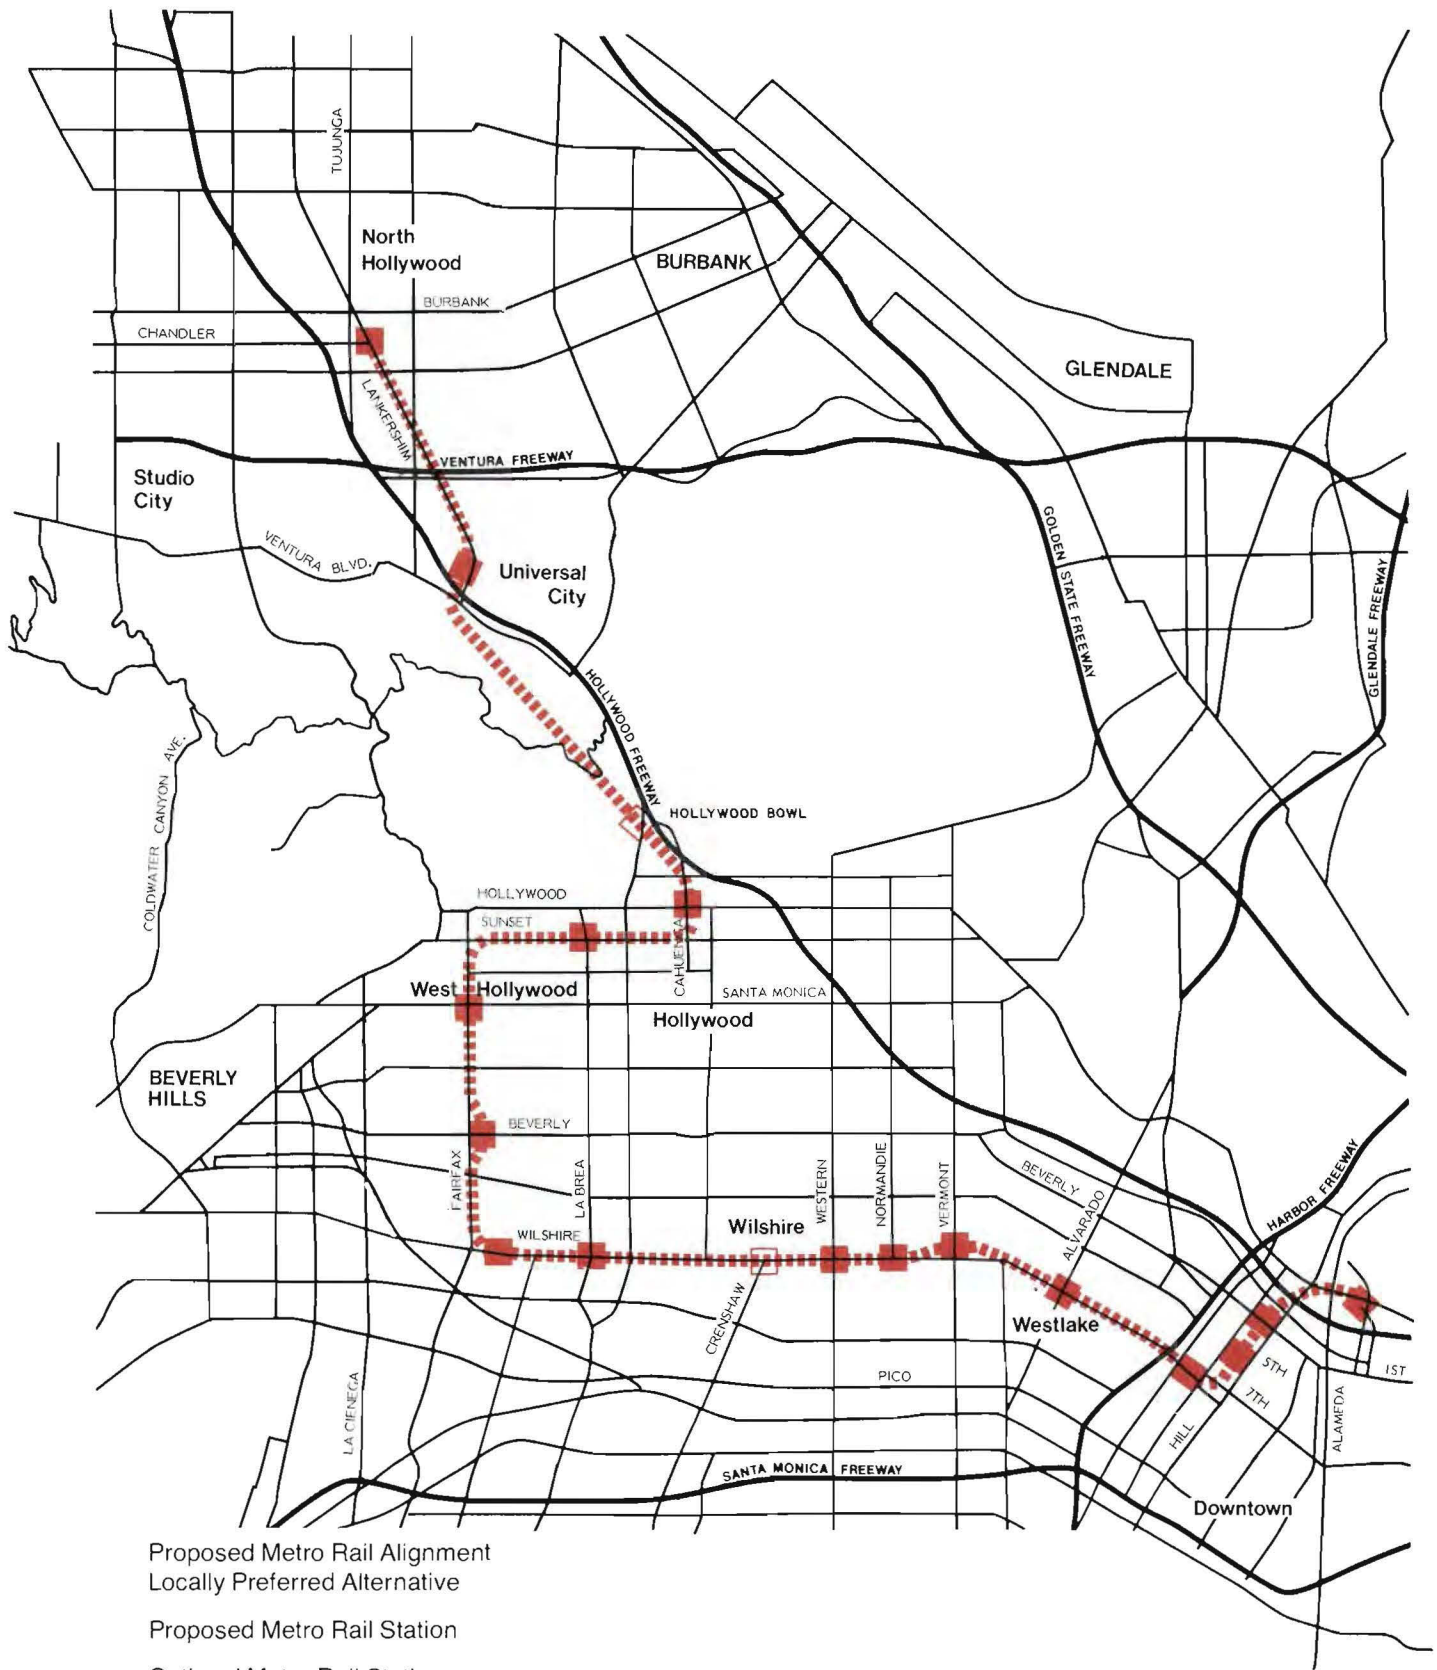 TUJUNGA
North
Hollywood
BURBANK
BURBANK
CHANDLER
GLENDALE
LANKERSHIM
VENTURA FREEWAY
Studio
City
GOLDEN STATE FREEWAY
VENTURA BLVD.
Universal
City
GLENDALE FREEWAY
HOLLYWOOD FREEWAY
COLDWATER CANYON AVE.
HOLLYWOOD BOWL
HOLLYWOOD
SUNSET
CAHUENGA
West Hollywood
SANTA MONICA
Hollywood
BEVERLY
HILLS
BEVERLY
FAIRFAX
LA BREA
WESTERN
NORMANDIE
VERMONT
BEVERLY
ALVARADO
HARBOR FREEWAY
Wilshire
WILSHIRE
CRENSHAW
Westlake
PICO
5TH
1ST
7TH
LA CIENEGA
HILL
ALAMEDA
SANTA MONICA FREEWAY
Downtown
Proposed Metro Rail Alignment
Locally Preferred Alternative
Proposed Metro Rail Station